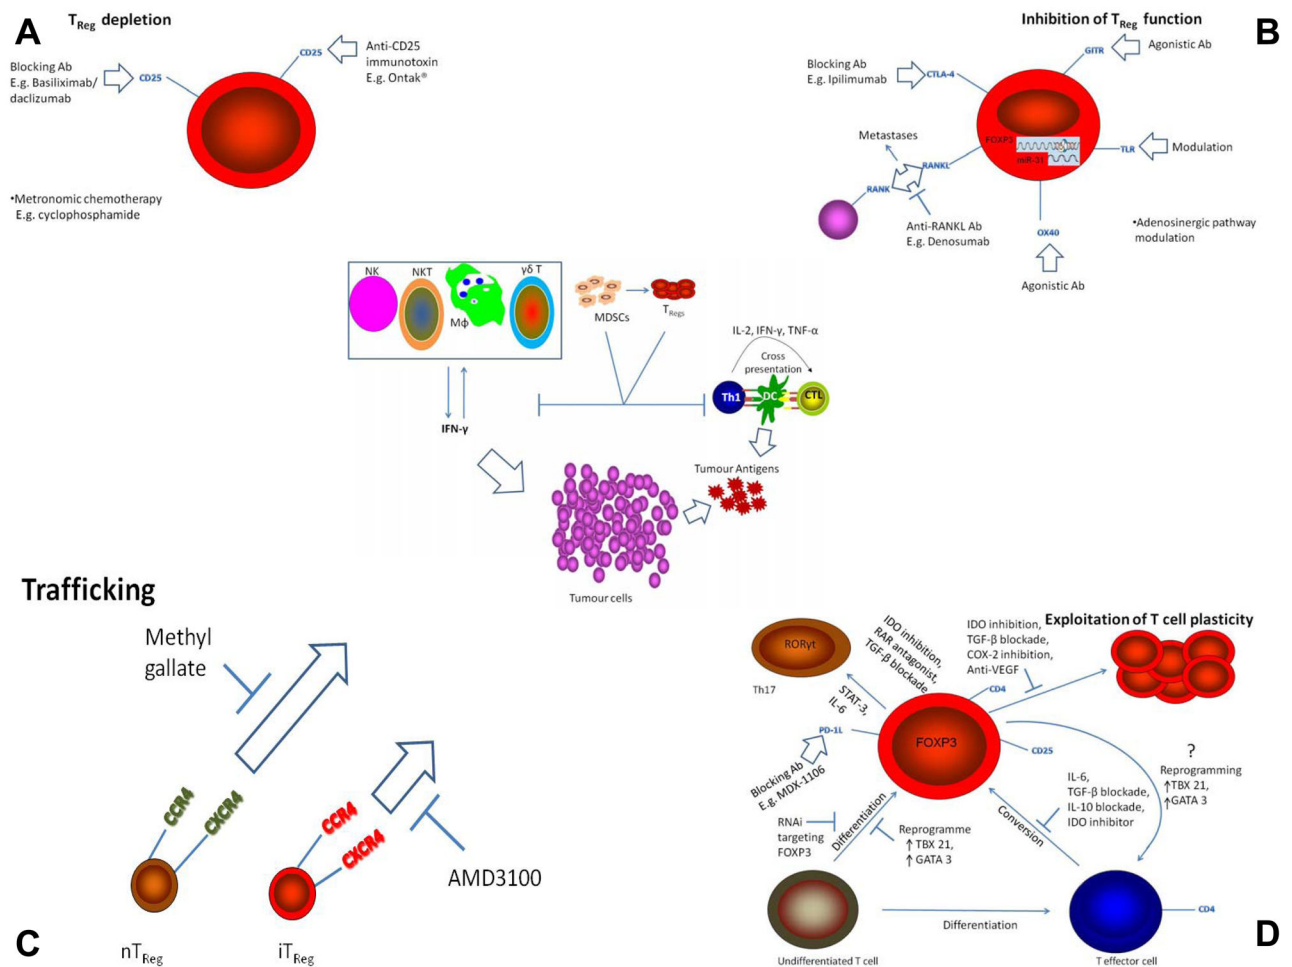 A
T Reg depletion
Blocking Ab
E.g. Basiliximab/
daclizumab
CD25
CD25
Anti-CD25
immunotoxin
E.g. Ontak®
•Metronomic chemotherapy
E.g. cyclophosphamide
Inhibition of T Reg function
B
Blocking Ab
E.g. Ipilimumab
CTLA-4
GITR
Agonistic Ab
Metastases
FOXP3
miR-31
TLR
Modulation
RANKL
RANK
Anti-RANKL Ab
E.g. Denosumab
OX40
Agonistic Ab
•Adenosinergic pathway
modulation
NK
NKT
Mφ
γδ T
MDSCs
T Regs
IFN-γ
IL-2, IFN-γ, TNF-α
Cross
presentation
Th1
DC
CTL
Tumour Antigens
Tumour cells
Trafficking
Methyl
gallate
CCR4
CXCR4
CCR4
CXCR4
AMD3100
nT Reg
iT Reg
C
Exploitation of T cell plasticity
RORγt
Th17
IDO inhibition,
RAR antagonist,
TGF-β blockade
STAT-3,
IL-6
IDO inhibition,
TGF-β blockade,
COX-2 inhibition,
Anti-VEGF
CD4
PD-1L
FOXP3
CD25
Blocking Ab
E.g. MDX-1106
?
Reprogramming
↑TBX 21,
↑GATA 3
IL-6,
TGF-β blockade,
IL-10 blockade,
IDO inhibitor
RNAi
targeting
FOXP3
Differentiation
Reprogramme
↑ TBX 21,
↑ GATA 3
Conversion
Differentiation
CD4
Undifferentiated T cell
T effector cell
D